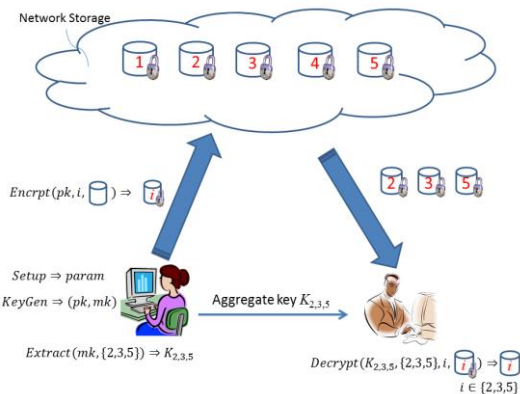 Network Storage
1 2 3 4 5
Encrpt(pk, i, ) ⇒ i
2 3 5
Setup ⇒ param
KeyGen ⇒ (pk, mk)
Aggregate key K₂,₃,₅
Extract(mk, {2,3,5}) ⇒ K₂,₃,₅
Decrypt(K₂,₃,₅, {2,3,5}, i, i ) ⇒ i
i ∈ {2,3,5}